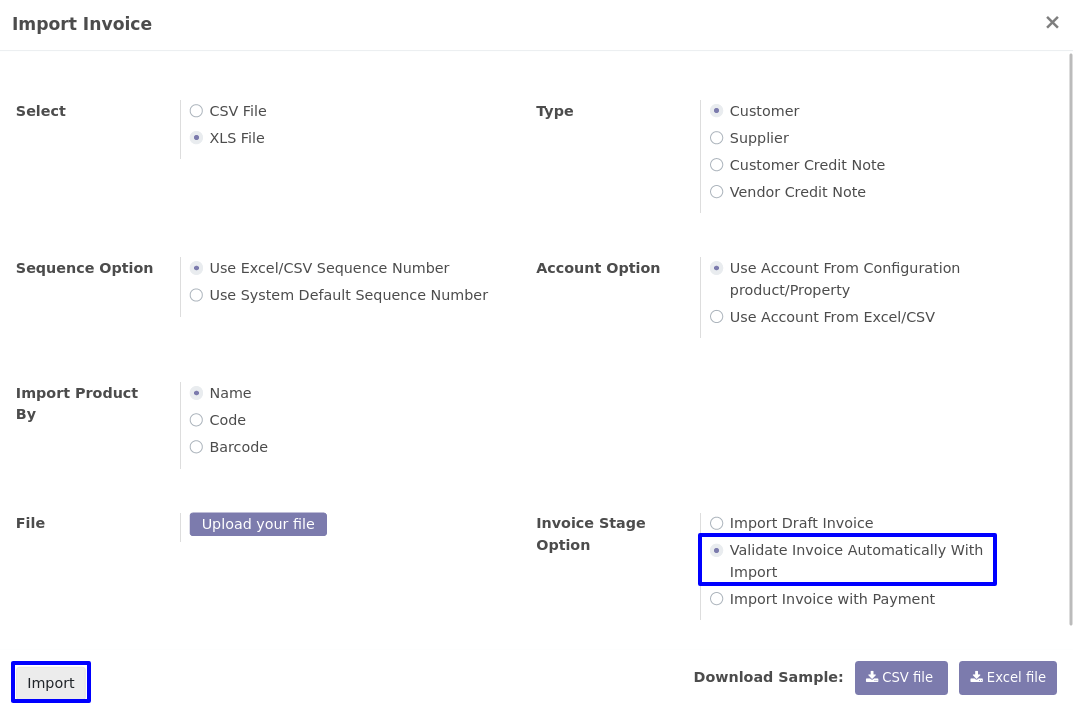 Import Invoice
Select
CSV File
XLS File
Type
Customer
Supplier
Customer Credit Note
Vendor Credit Note
Sequence Option
Use Excel/CSV Sequence Number
Use System Default Sequence Number
Account Option
Use Account From Configuration
product/Property
Use Account From Excel/CSV
Import Product
By
Name
Code
Barcode
File
Upload your file
Invoice Stage
Option
Import Draft Invoice
Validate Invoice Automatically With
Import
Import Invoice with Payment
Import
Download Sample:
CSV file
Excel file